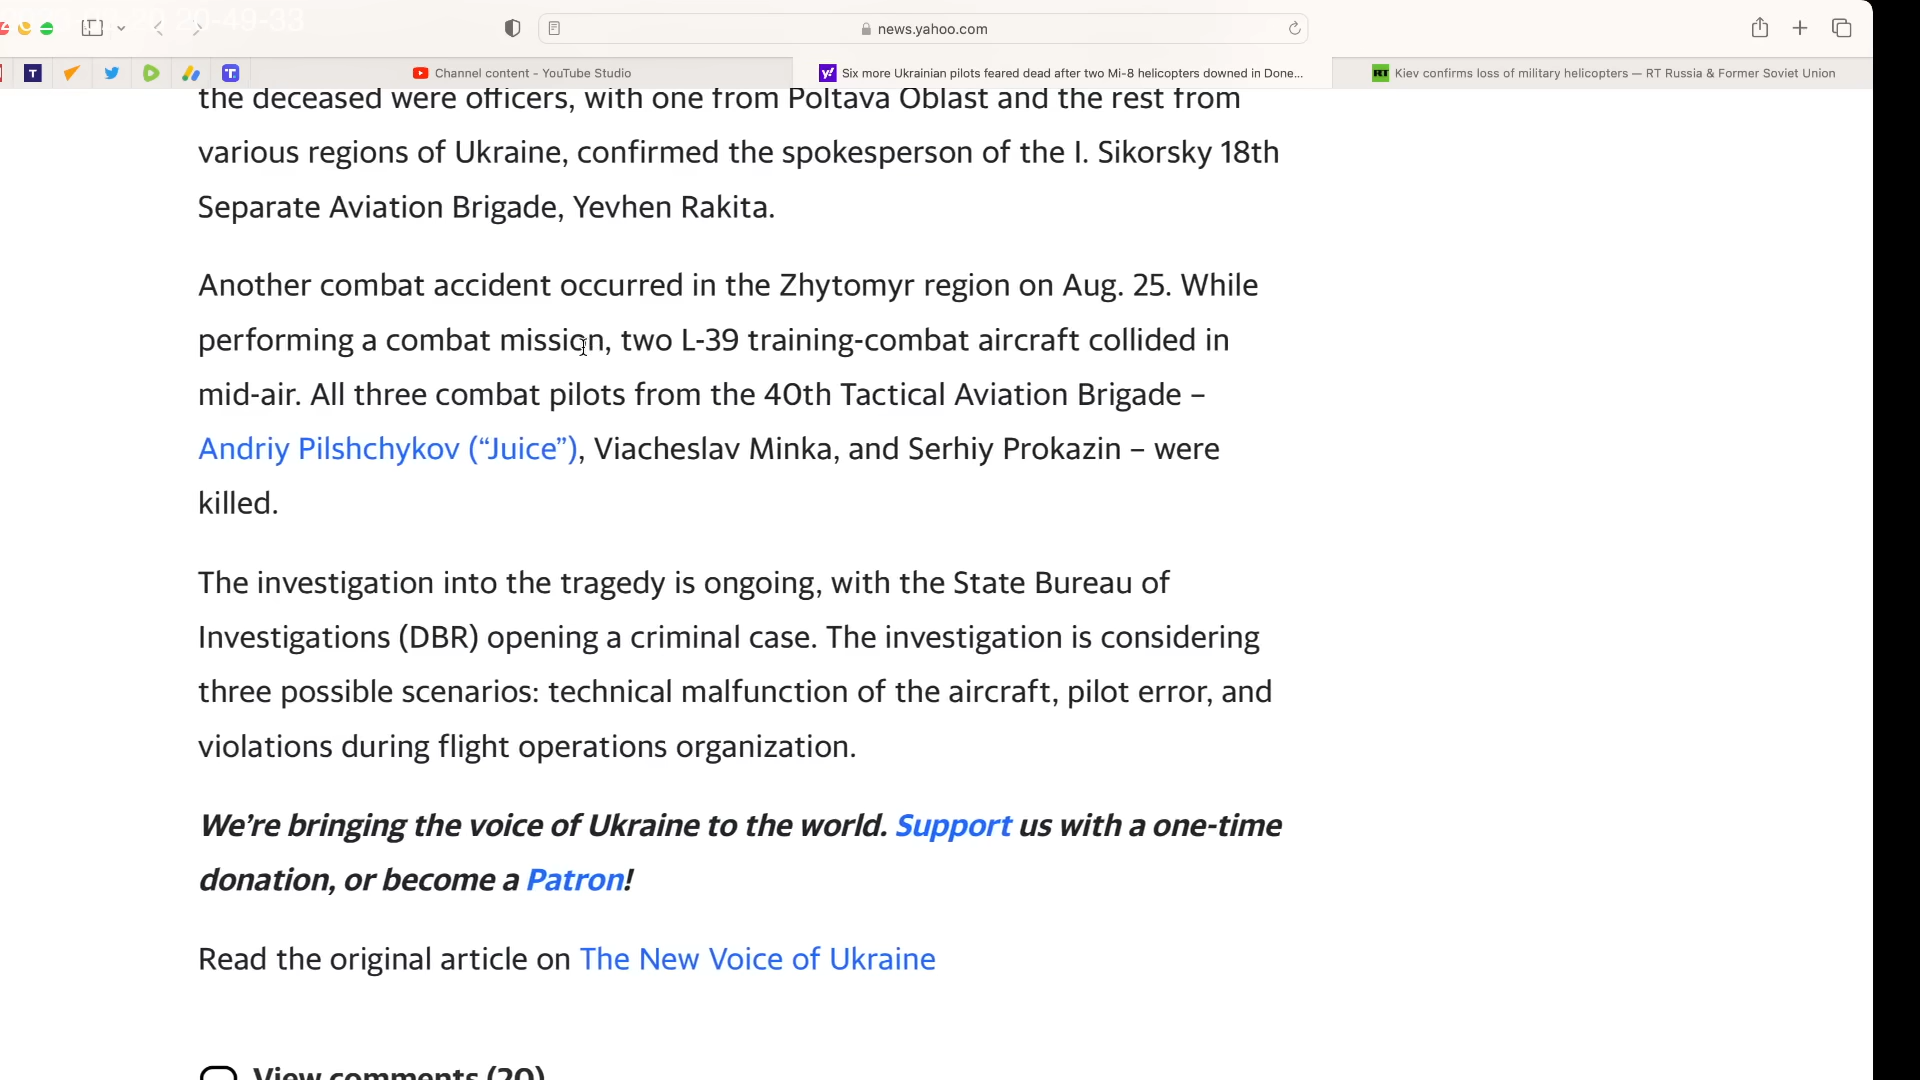 20-49-33
news.yahoo.com
Channel content - YouTube Studio
Six more Ukrainian pilots feared dead after two Mi-8 helicopters downed in Done...
RT
Kiev confirms loss of military helicopters — RT Russia & Former Soviet Union
the deceased were officers, with one from Poltava Oblast and the rest from
various regions of Ukraine, confirmed the spokesperson of the I. Sikorsky 18th
Separate Aviation Brigade, Yevhen Rakita.
Another combat accident occurred in the Zhytomyr region on Aug. 25. While
performing a combat mission, two L-39 training-combat aircraft collided in
mid-air. All three combat pilots from the 40th Tactical Aviation Brigade –
Andriy Pilshchykov (“Juice”), Viacheslav Minka, and Serhiy Prokazin – were
killed.
The investigation into the tragedy is ongoing, with the State Bureau of
Investigations (DBR) opening a criminal case. The investigation is considering
three possible scenarios: technical malfunction of the aircraft, pilot error, and
violations during flight operations organization.
We’re bringing the voice of Ukraine to the world. Support us with a one-time
donation, or become a Patron!
Read the original article on The New Voice of Ukraine
View comments (20)